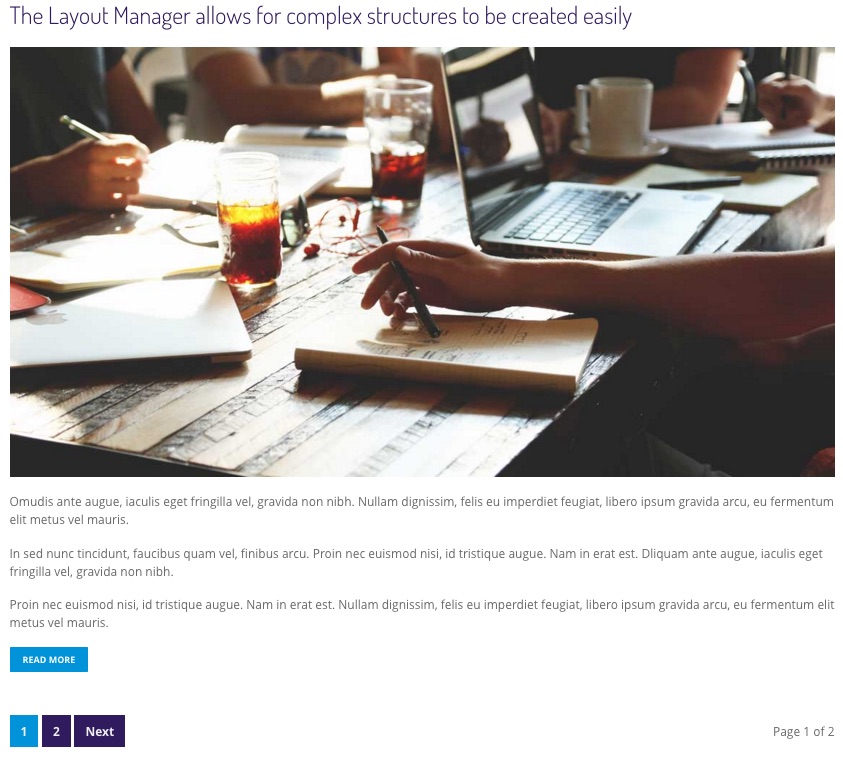 The Layout Manager allows for complex structures to be created easily
Omudis ante augue, iaculis eget fringilla vel, gravida non nibh. Nullam dignissim, felis eu imperdiet feugiat, libero ipsum gravida arcu, eu fermentum
elit metus vel mauris.
In sed nunc tincidunt, faucibus quam vel, finibus arcu. Proin nec euismod nisi, id tristique augue. Nam in erat est. Dliquam ante augue, iaculis eget
fringilla vel, gravida non nibh.
Proin nec euismod nisi, id tristique augue. Nam in erat est. Nullam dignissim, felis eu imperdiet feugiat, libero ipsum gravida arcu, eu fermentum elit
metus vel mauris.
READ MORE
1 2 Next Page 1 of 2